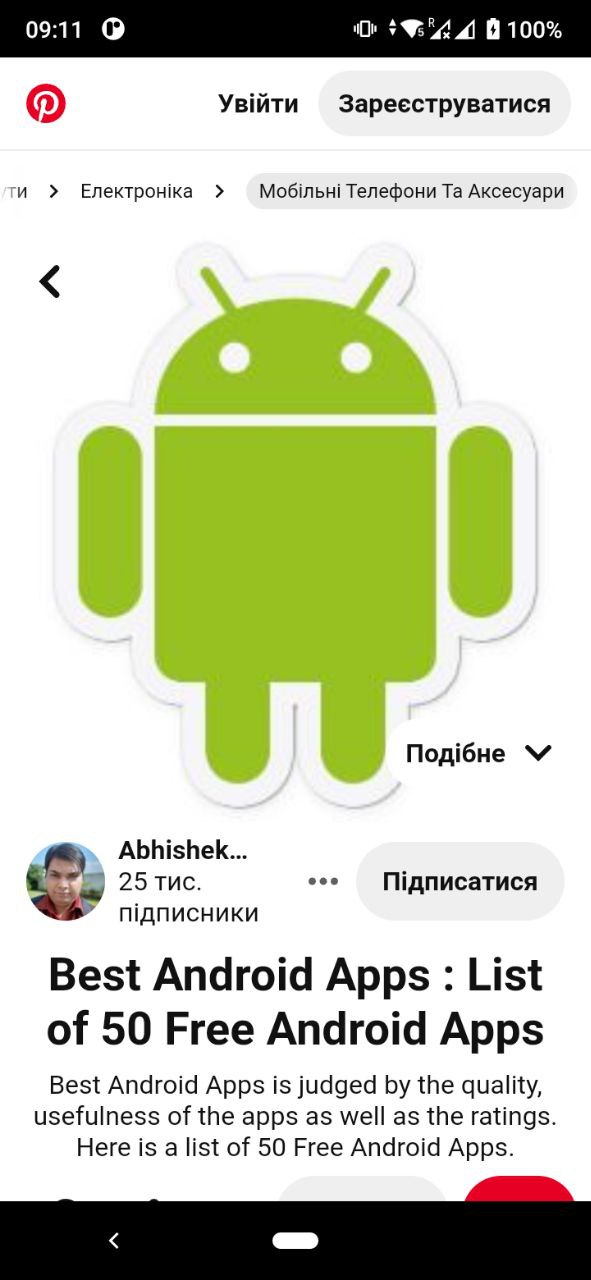 09:11
R
5
100%
Увійти
Зареєструватися
ти
Електроніка
Мобільні Телефони Та Аксесуари
Подібне
Abhishek...
25 тис.
підписники
Підписатися
Best Android Apps : List
of 50 Free Android Apps
Best Android Apps is judged by the quality,
usefulness of the apps as well as the ratings.
Here is a list of 50 Free Android Apps.